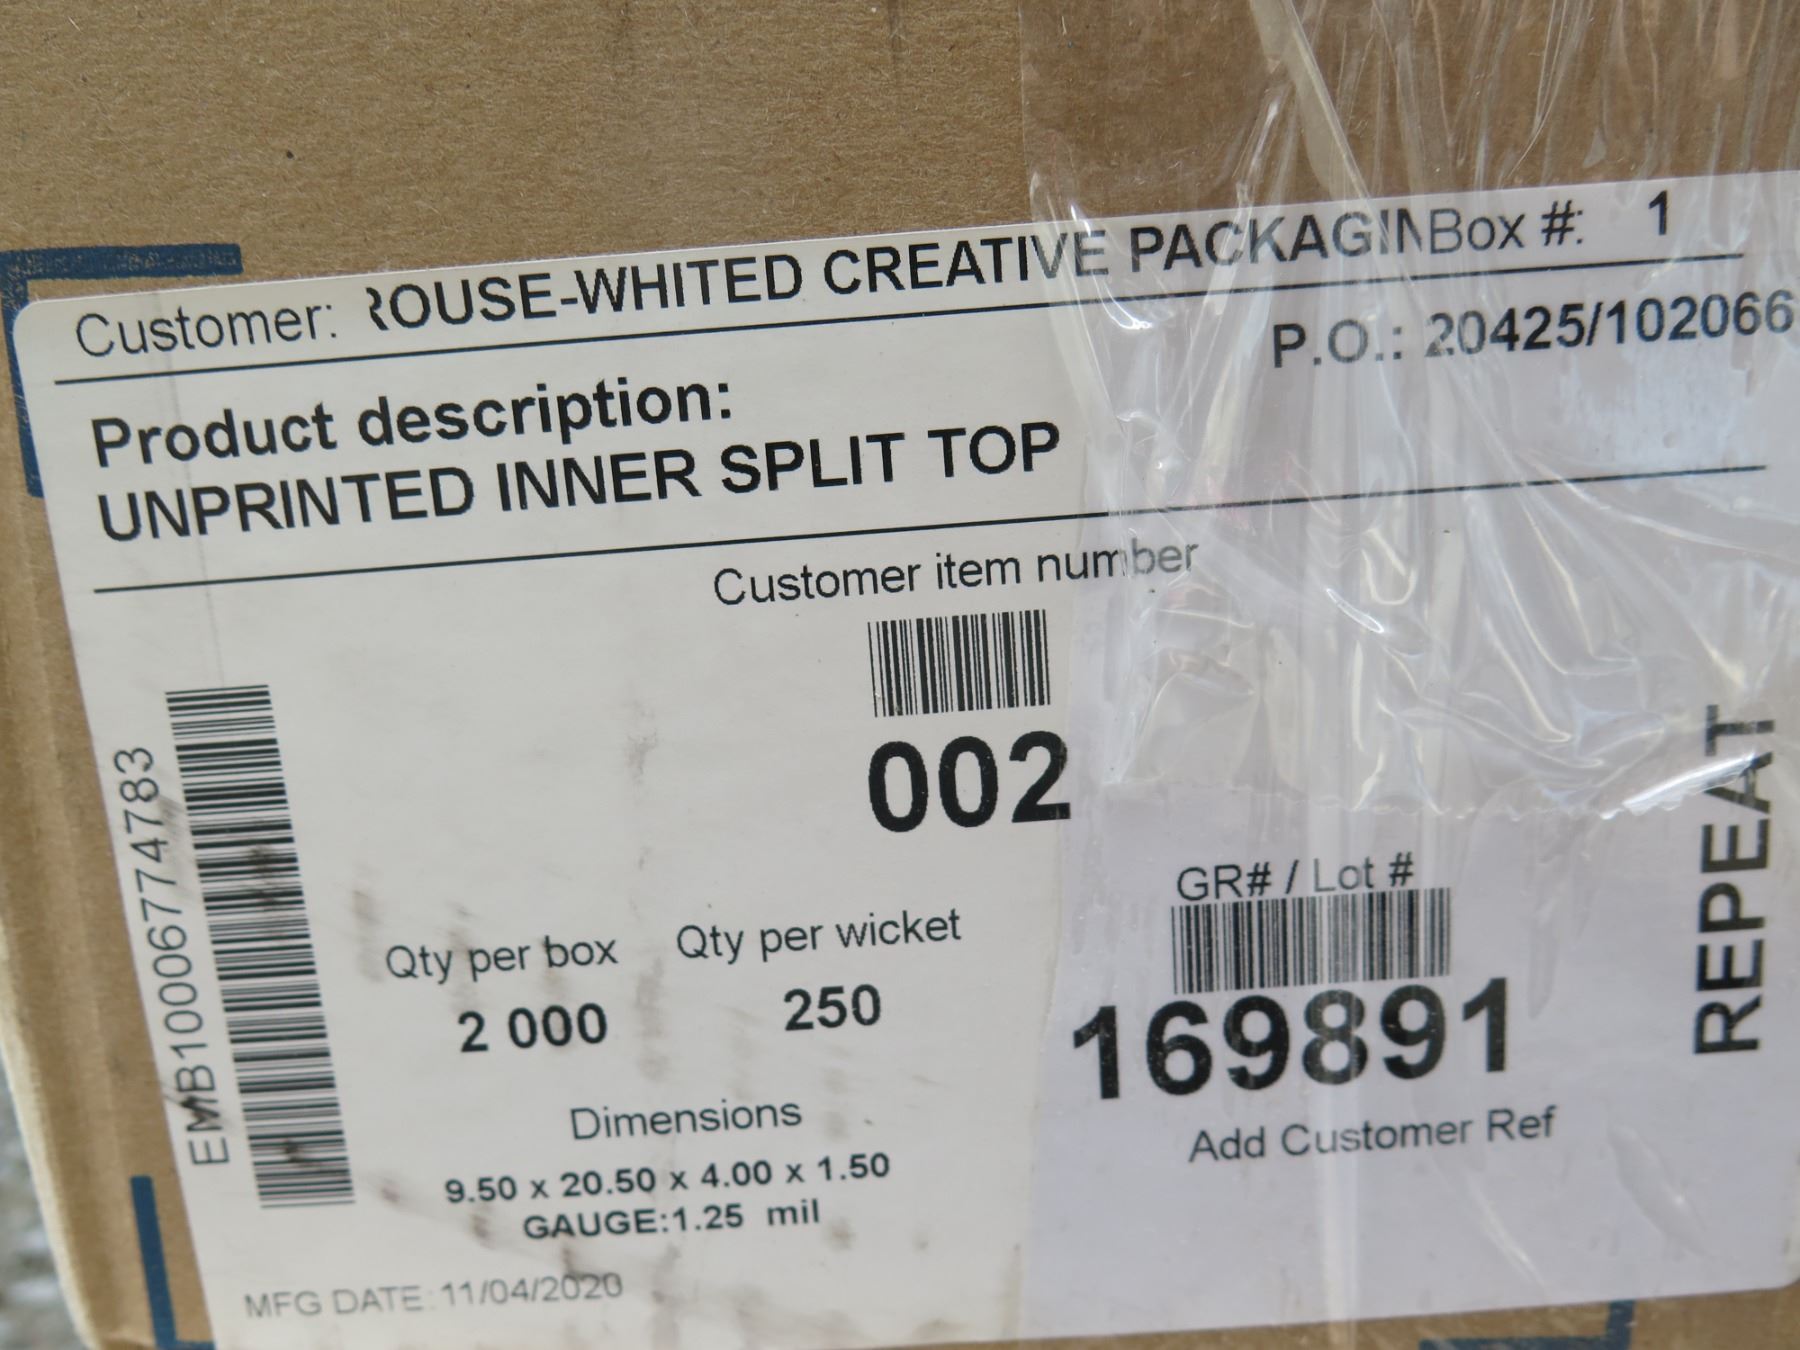 Customer: ROUSE-WHITED CREATIVE PACKAGIN Box #: 1
P.O.: 20425/102066
Product description:
UNPRINTED INNER SPLIT TOP
Customer item number
002
EMB1000677474783
Qty per box Qty per wicket
2 000 250
GR# / Lot #
169891
Add Customer Ref
REPEAT
Dimensions
9.50 x 20.50 x 4.00 x 1.50
GAUGE:1.25 mil
MFG DATE:11/04/2020